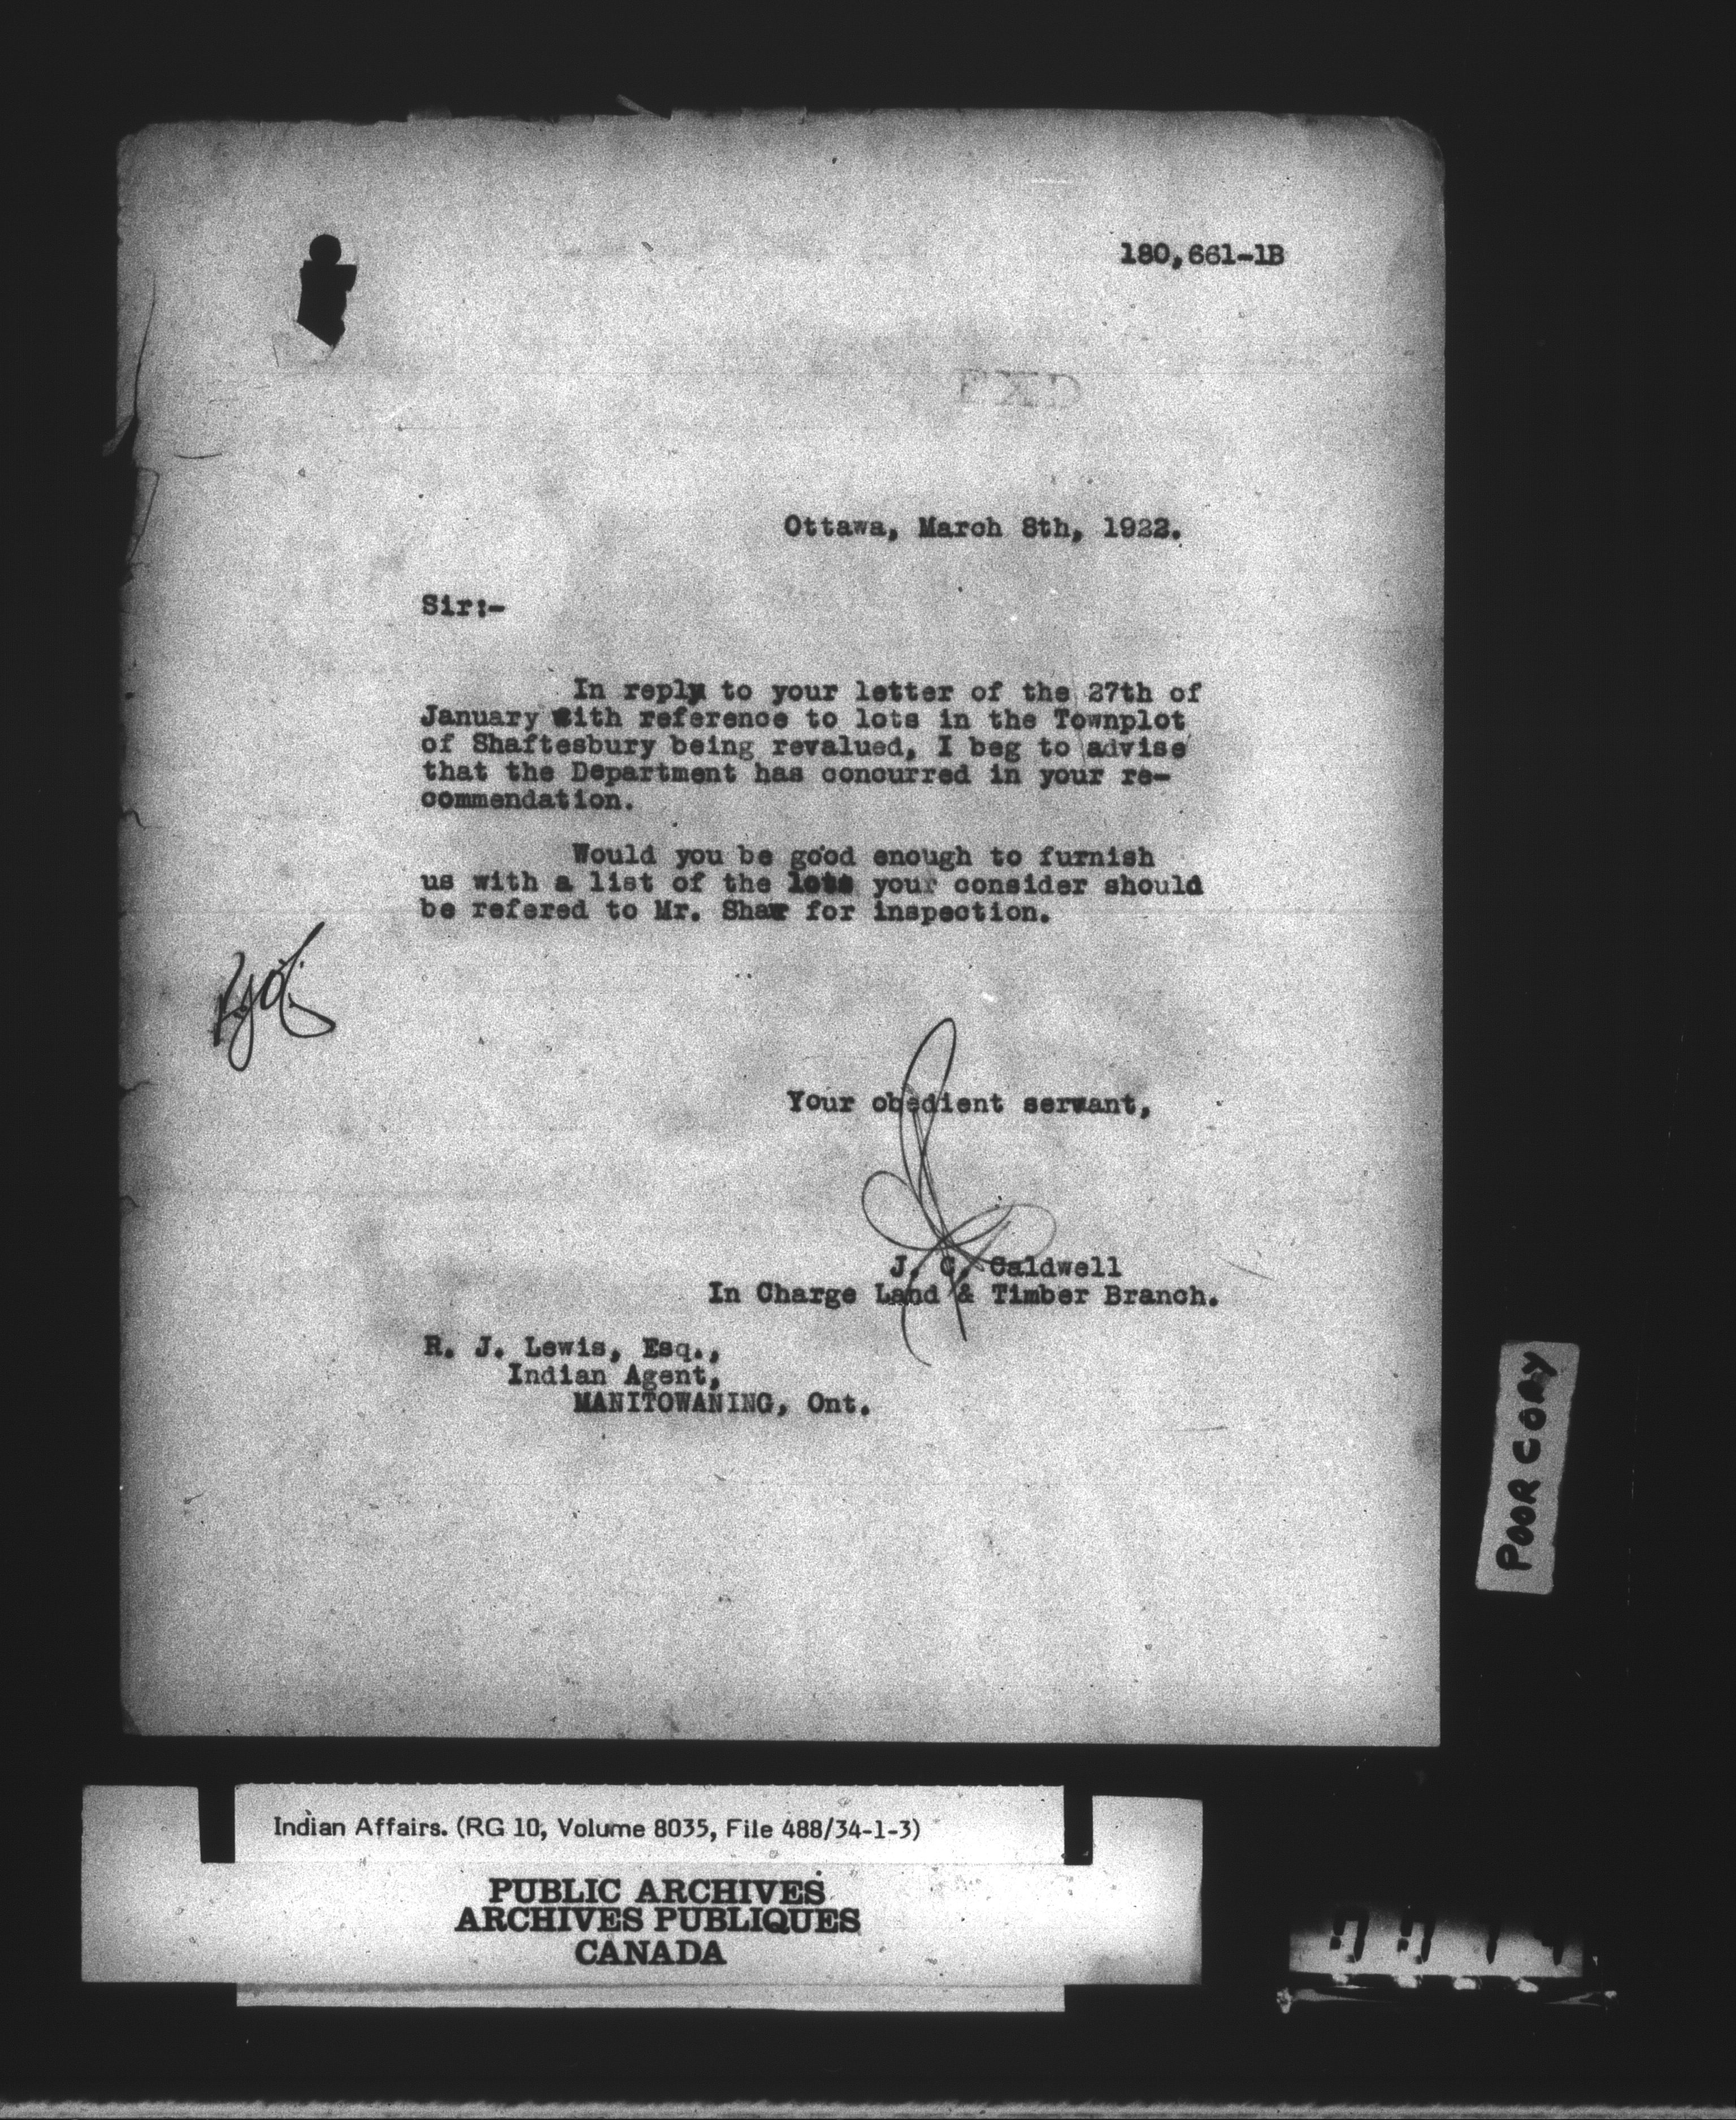 180,661-1B
Ottawa, March 8th, 1922.
Sir:-
In reply to your letter of the 27th of
January with reference to lots in the Townplot
of Shaftesbury being revalued, I beg to advise
that the Department has concurred in your re-
commendation.
Would you be good enough to furnish
us with a list of the lots your consider should
be refered to Mr. Shaw for inspection.
Your obedient servant,
J. C. Caldwell
In Charge Land & Timber Branch.
R. J. Lewis, Esq.,
Indian Agent,
MANITOWANING, Ont.
POOR COPY
Indian Affairs. (RG 10, Volume 8035, File 488/34-1-3)
PUBLIC ARCHIVES
ARCHIVES PUBLIQUES
CANADA